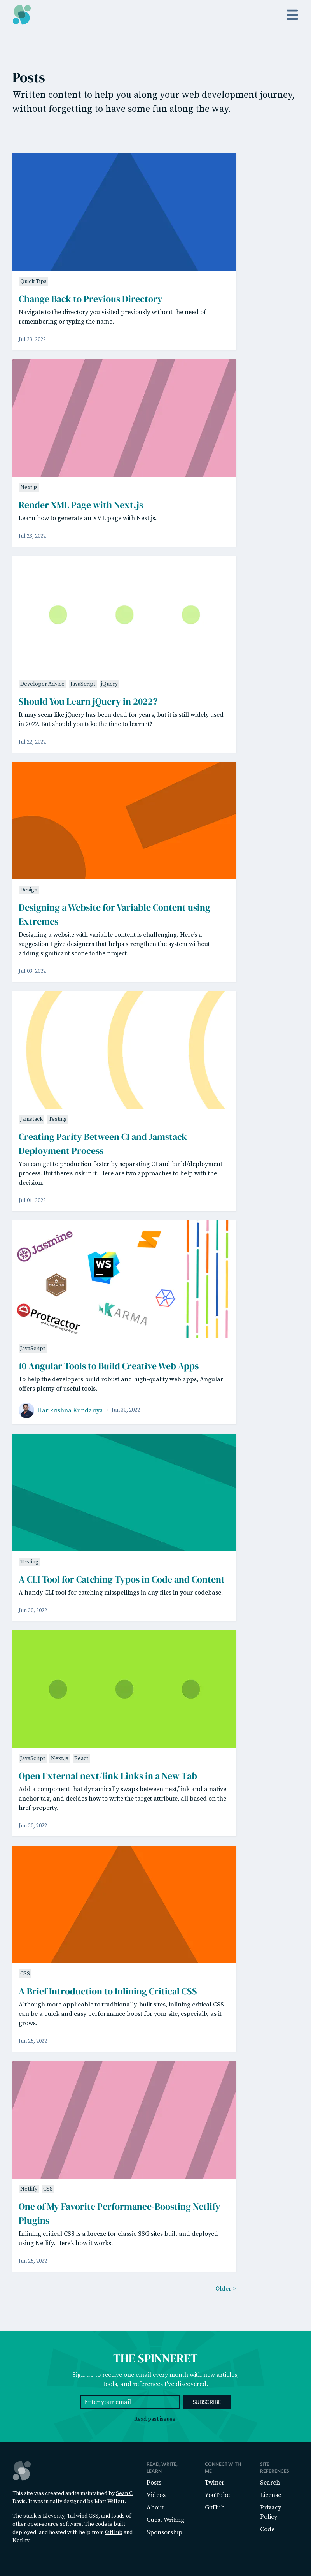 Posts
Written content to help you along your web development journey,
without forgetting to have some fun along the way.
Quick Tips
Change Back to Previous Directory
Navigate to the directory you visited previously without the need of
remembering or typing the name.
Jul 23, 2022
Next.js
Render XML Page with Next.js
Learn how to generate an XML page with Next.js.
Jul 23, 2022
Developer Advice JavaScript jQuery
Should You Learn jQuery in 2022?
It may seem like jQuery has been dead for years, but it is still widely used
in 2022. But should you take the time to learn it?
Jul 22, 2022
Design
Designing a Website for Variable Content using
Extremes
Designing a website with variable content is challenging. Here's a
suggestion I give designers that helps strengthen the system without
adding significant scope to the project.
Jul 03, 2022
Jamstack Testing
Creating Parity Between CI and Jamstack
Deployment Process
You can get to production faster by separating CI and build/deployment
process. But there's risk in it. Here are two approaches to help with the
decision.
Jul 01, 2022
Jasmine
WS
MOCHA
KARMA
Protractor
JavaScript
10 Angular Tools to Build Creative Web Apps
To help the developers build robust and high-quality web apps, Angular
offers plenty of useful tools.
Harikrishna Kundariya · Jun 30, 2022
Testing
A CLI Tool for Catching Typos in Code and Content
A handy CLI tool for catching misspellings in any files in your codebase.
Jun 30, 2022
JavaScript Next.js React
Open External next/link Links in a New Tab
Add a component that dynamically swaps between next/link and a native
anchor tag, and decides how to write the target attribute, all based on the
href property.
Jun 30, 2022
CSS
A Brief Introduction to Inlining Critical CSS
Although more applicable to traditionally-built sites, inlining critical CSS
can be a quick and easy performance boost for your site, especially as it
grows.
Jun 25, 2022
Netlify CSS
One of My Favorite Performance-Boosting Netlify
Plugins
Inlining critical CSS is a breeze for classic SSG sites built and deployed
using Netlify. Here's how it works.
Jun 25, 2022
Older >
THE SPINNERET
Sign up to receive one email every month with new articles,
tools, and references I've discovered.
Enter your email SUBSCRIBE
Read past issues.
This site was created and is maintained by Sean C
Davis. It was initially designed by Matt Willett.
The stack is Eleventy, Tailwind CSS, and loads of
other open-source software. The code is built,
deployed, and hosted with help from GitHub and
Netlify.
READ, WRITE,
LEARN
Posts
Videos
About
Guest Writing
Sponsorship
CONNECT WITH
ME
Twitter
YouTube
GitHub
SITE
REFERENCES
Search
License
Privacy
Policy
Code